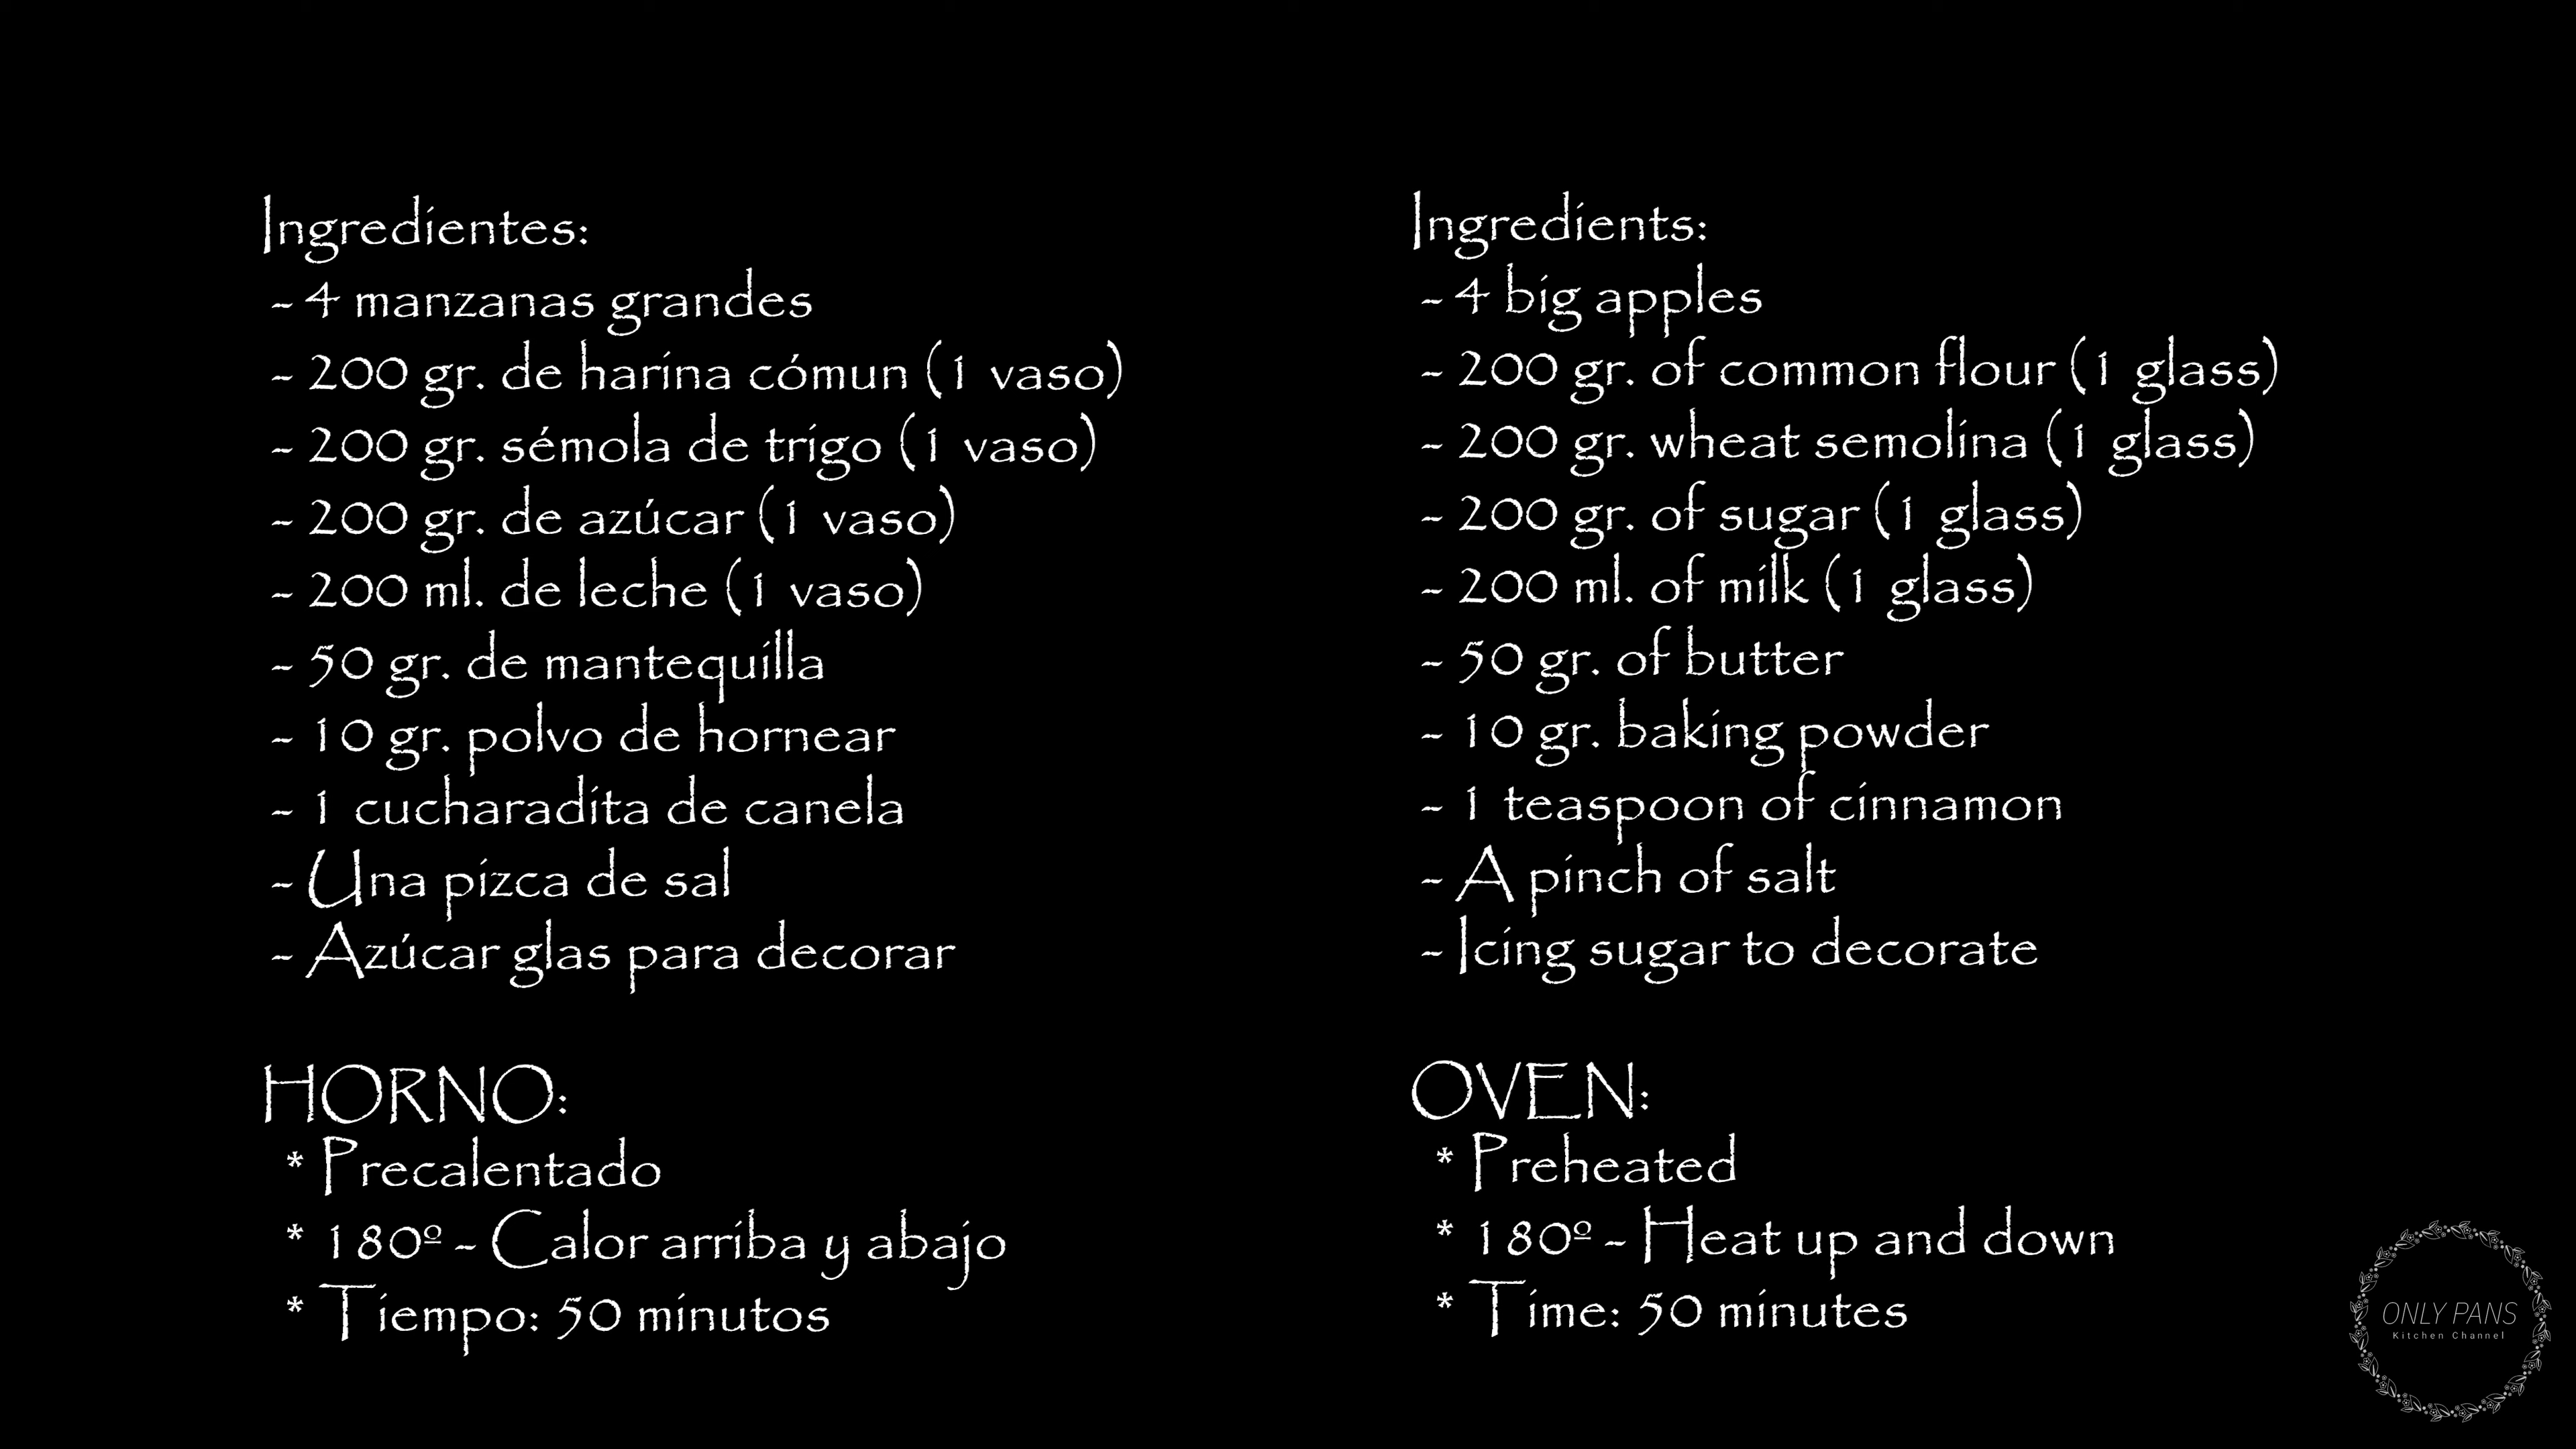 Ingredientes:
- 4 manzanas grandes
- 200 gr. de harina cómun (1 vaso)
- 200 gr. sémola de trigo (1 vaso)
- 200 gr. de azúcar (1 vaso)
- 200 ml. de leche (1 vaso)
- 50 gr. de mantequilla
- 10 gr. polvo de hornear
- 1 cucharadita de canela
- Una pizca de sal
- Azúcar glas para decorar
HORNO:
* Precalentado
* 180º - Calor arriba y abajo
* Tiempo: 50 minutos
Ingredients:
- 4 big apples
- 200 gr. of common flour (1 glass)
- 200 gr. wheat semolina (1 glass)
- 200 gr. of sugar (1 glass)
- 200 ml. of milk (1 glass)
- 50 gr. of butter
- 10 gr. baking powder
- 1 teaspoon of cinnamon
- A pinch of salt
- Icing sugar to decorate
OVEN:
* Preheated
* 180º - Heat up and down
* Time: 50 minutes
ONLY PANS
Kitchen Channel